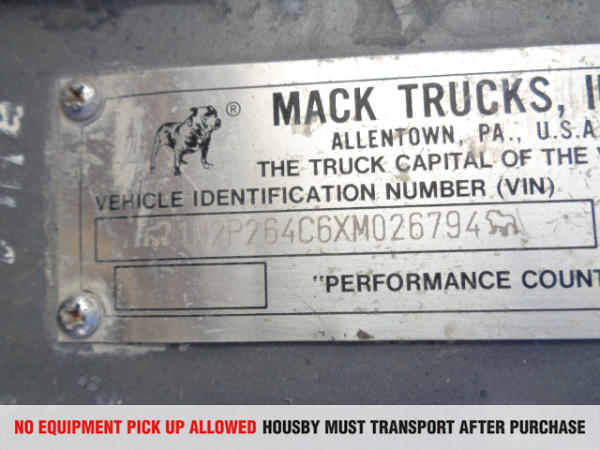 ® MACK TRUCKS, I
ALLENTOWN, PA., U.S.A.
THE TRUCK CAPITAL OF THE
VEHICLE IDENTIFICATION NUMBER (VIN)
1M2P264C6XM026794
"PERFORMANCE COUNT
NO EQUIPMENT PICK UP ALLOWED HOUSBY MUST TRANSPORT AFTER PURCHASE